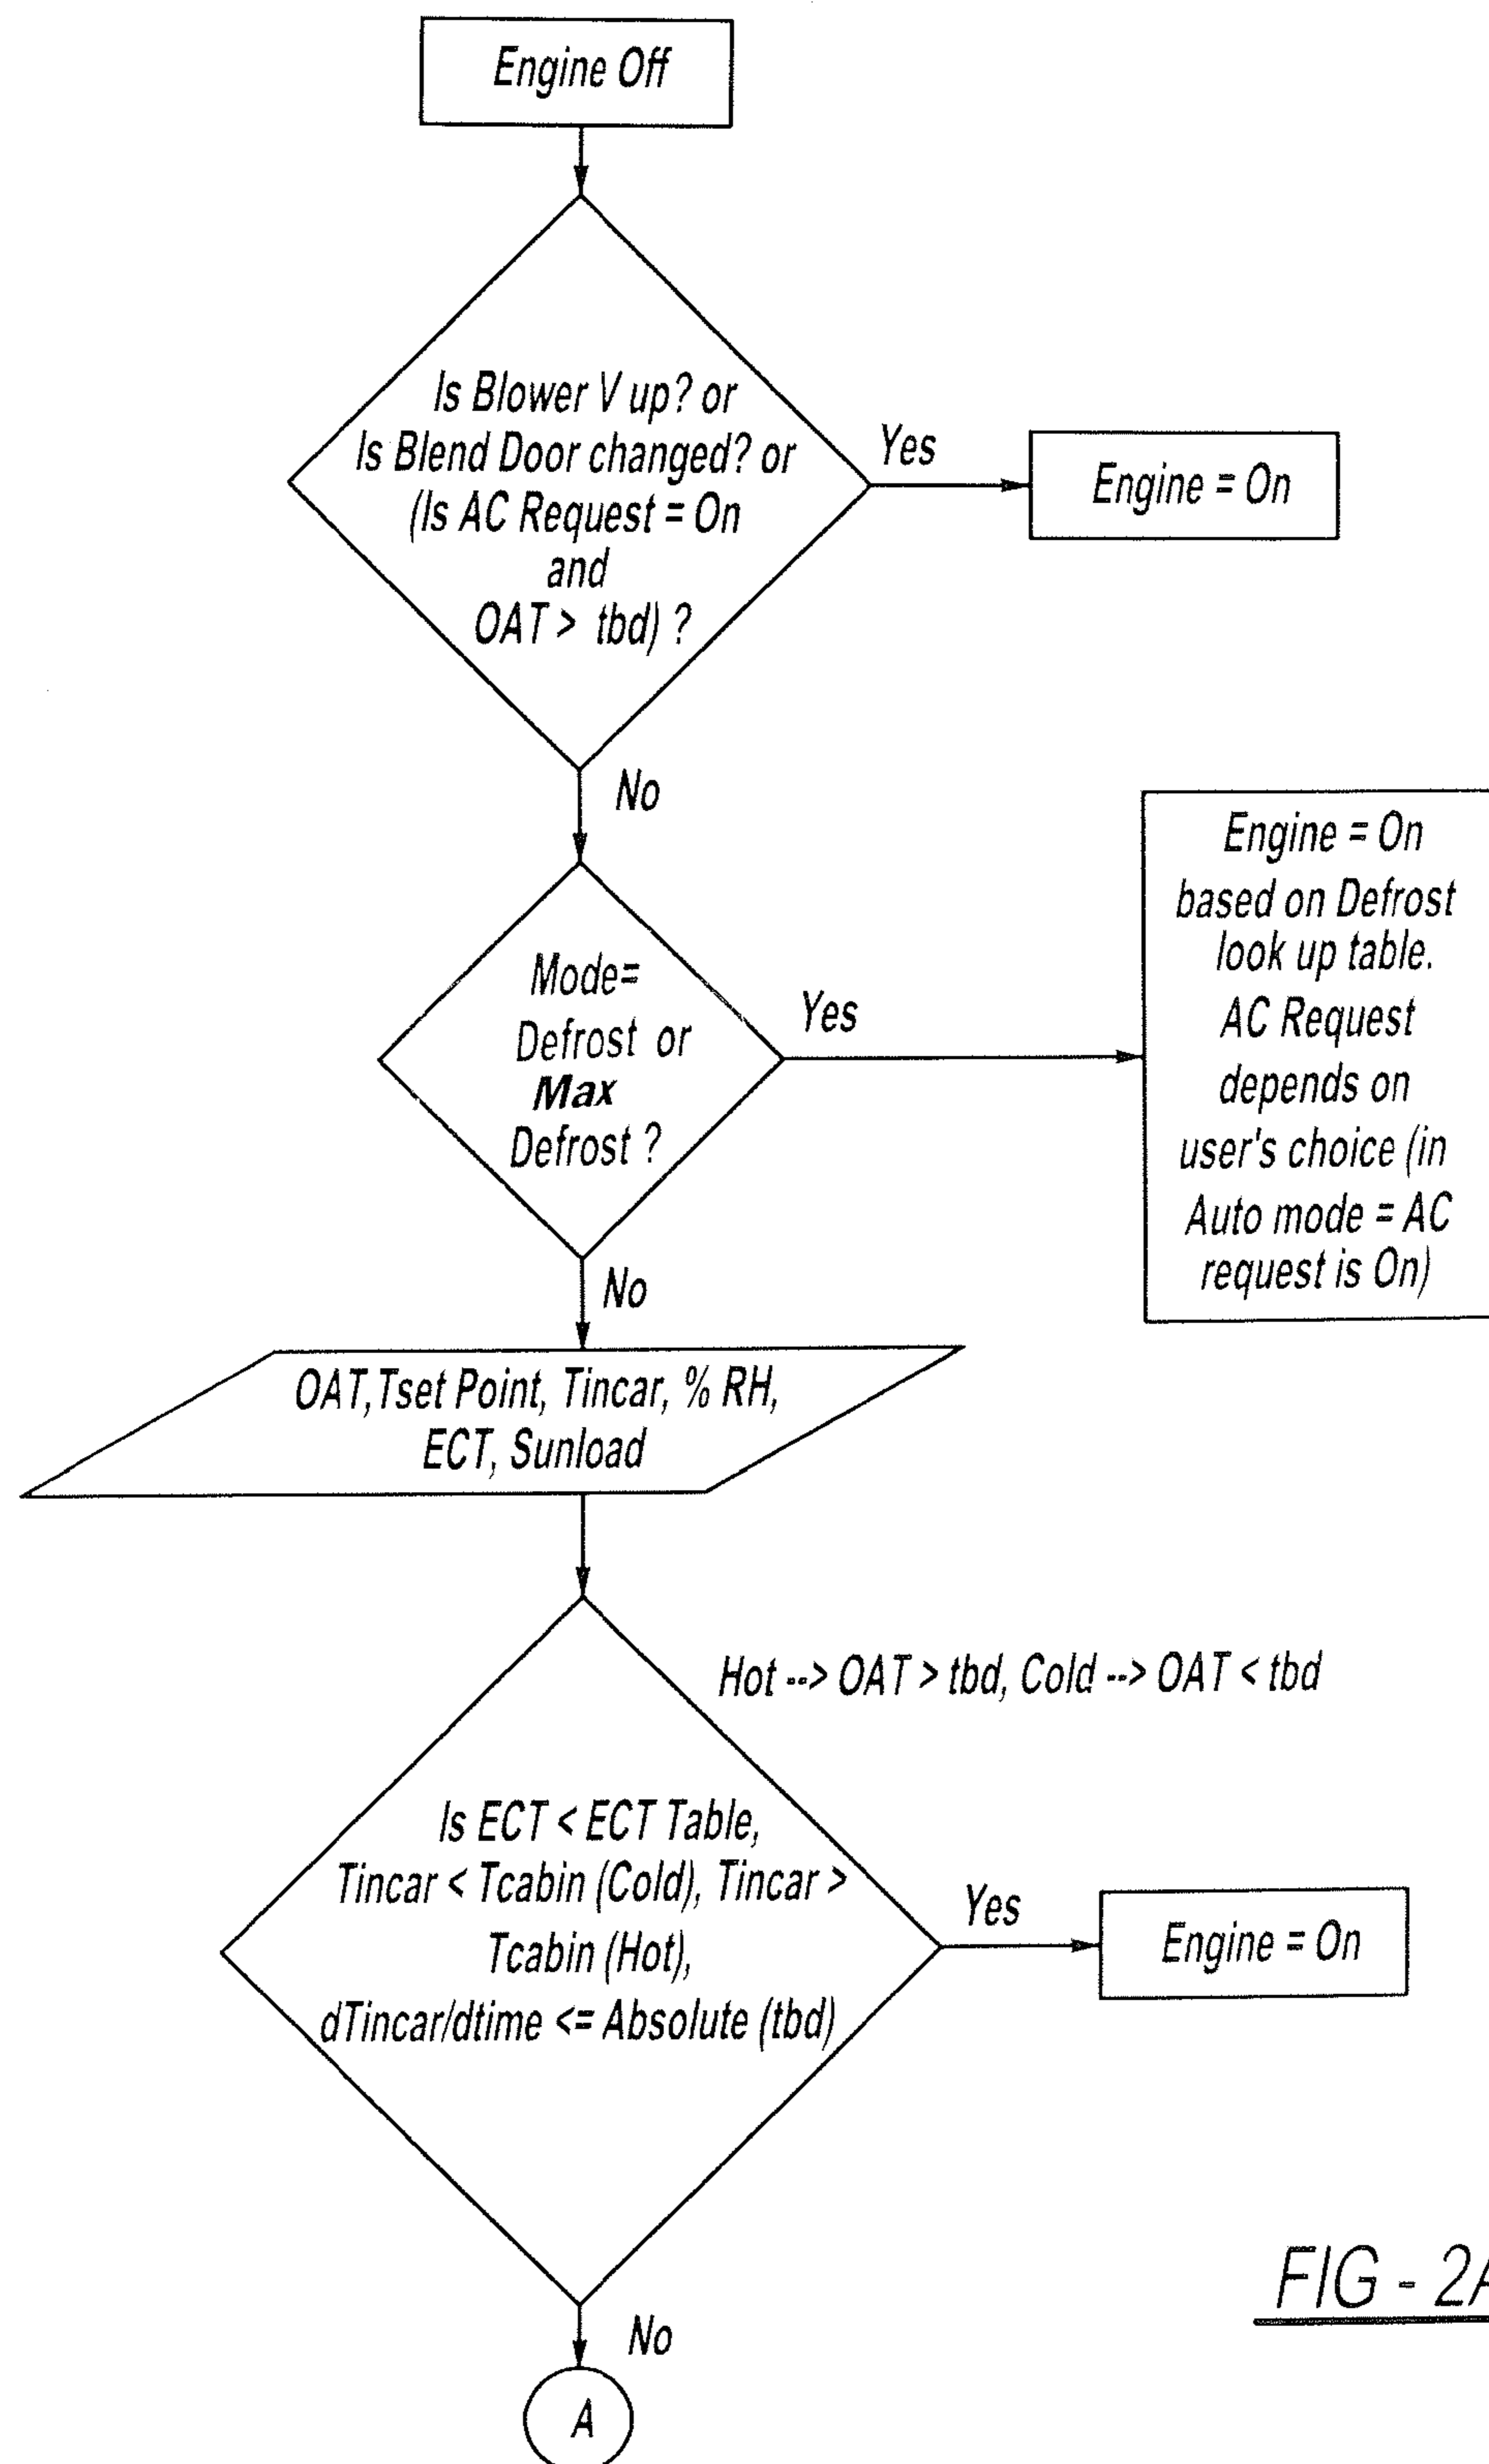 Engine Off
Is Blower V up? or
Is Blend Door changed? or
(Is AC Request = On
and
OAT > tbd) ?
Yes
Engine = On
No
Mode=
Defrost or
Max
Defrost ?
Yes
Engine = On
based on Defrost
look up table.
AC Request
depends on
user's choice (in
Auto mode = AC
request is On)
No
OAT,Tset Point, Tincar, % RH,
ECT, Sunload
Hot --> OAT > tbd, Cold --> OAT < tbd
Is ECT < ECT Table,
Tincar < Tcabin (Cold), Tincar >
Tcabin (Hot),
dTincar/dtime <= Absolute (tbd)
Yes
Engine = On
No
A
FIG - 2A